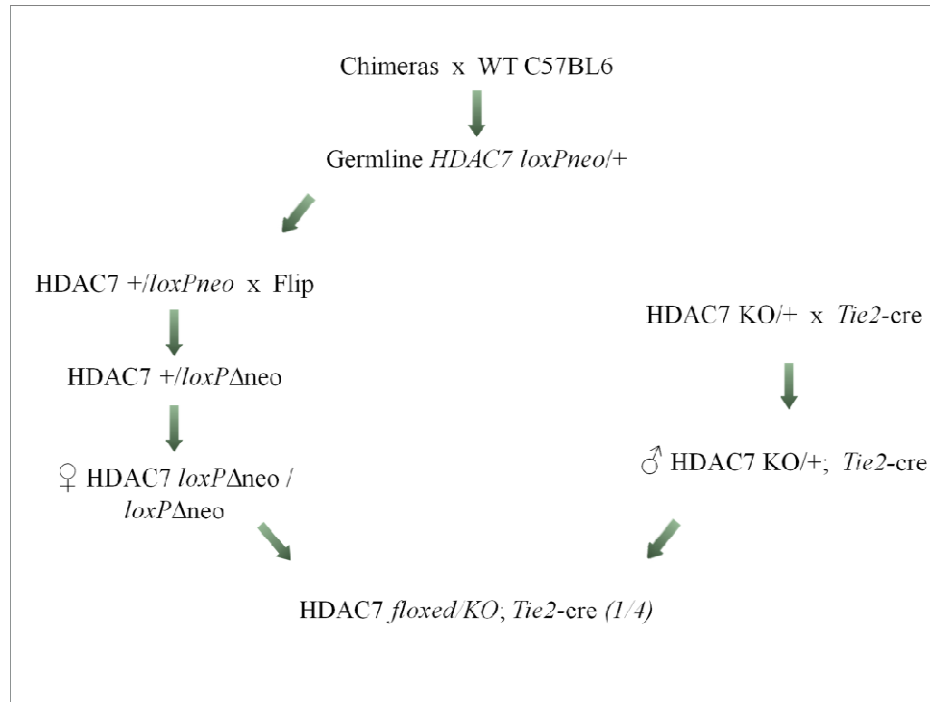 Chimeras x WT C57BL6
Germline HDAC7 loxPneo/+
HDAC7 +/loxPneo x Flip
HDAC7 KO/+ x Tie2-cre
HDAC7 +/loxPΔneo
♀ HDAC7 loxPΔneo /
loxPΔneo
♂ HDAC7 KO/+; Tie2-cre
HDAC7 floxed/KO; Tie2-cre (1/4)